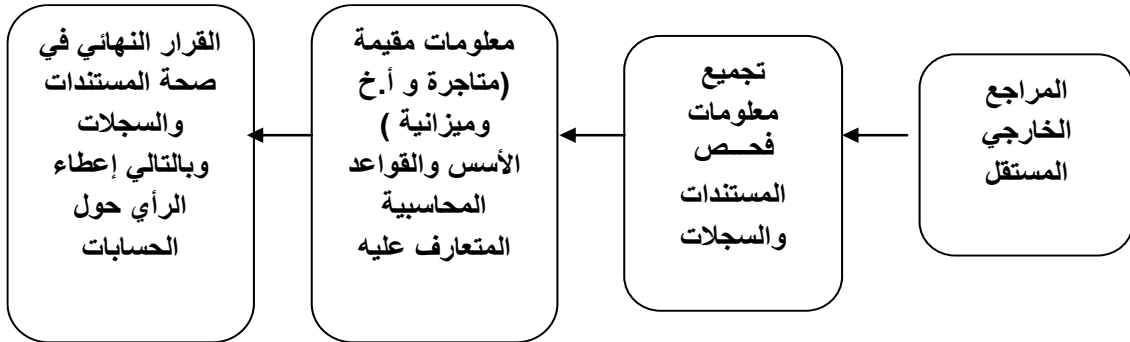 المراجع
الخارجي
المستقل
تجميع
معلومات
فحــص
المستندات
والسجلات
معلومات مقيمة
(متاجرة و أ.خ
وميزانية )
الأسس والقواعد
المحاسبية
المتعارف عليه
القرار النهائي في
صحة المستندات
والسجلات
وبالتالي إعطاء
الرأي حول
الحسابات